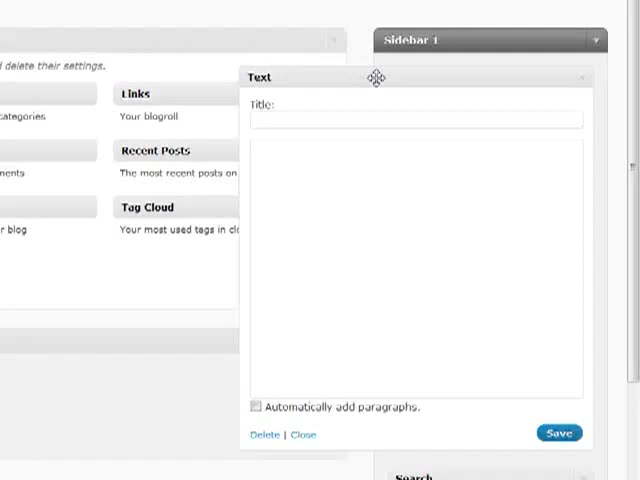 Sidebar 1
d delete their settings.
Text
Links
Title:
categories
Your blogroll
Recent Posts
ments
The most recent posts on
Tag Cloud
r blog
Your most used tags in clo
Automatically add paragraphs.
Delete | Close
Save
Search